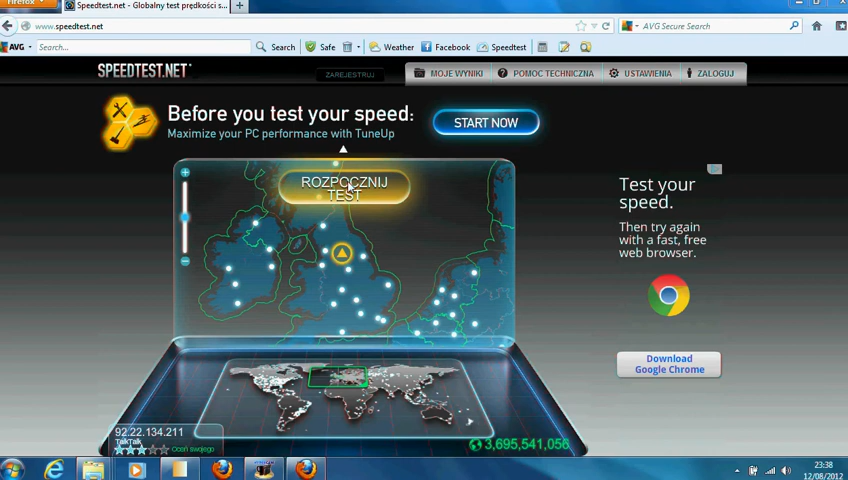 Firefox
Speedtest.net - Globalny test prędkości s...
www.speedtest.net
AVG Secure Search
AVG Search... Search Safe Weather Facebook Speedtest
SPEEDTEST.NET
ZAREJESTRUJ
MOJE WYNIKI
POMOC TECHNICZNA
USTAWIENIA
ZALOGUJ
Before you test your speed:
Maximize your PC performance with TuneUp
START NOW
ROZPOCZNIJ
TEST
Test your
speed.
Then try again
with a fast, free
web browser.
Download
Google Chrome
92.22.134.211
TalkTalk
Oceń swojego
3,695,541,056
23:38
12/08/2012